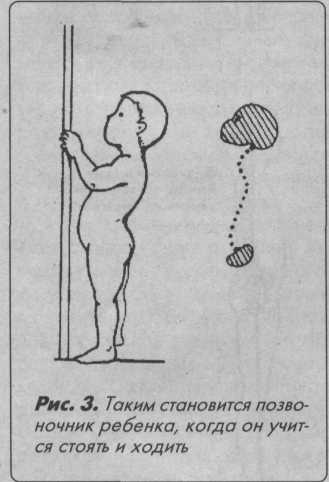 Рис. 3. Таким становится позво-
ночник ребенка, когда он учит-
ся стоять и ходить